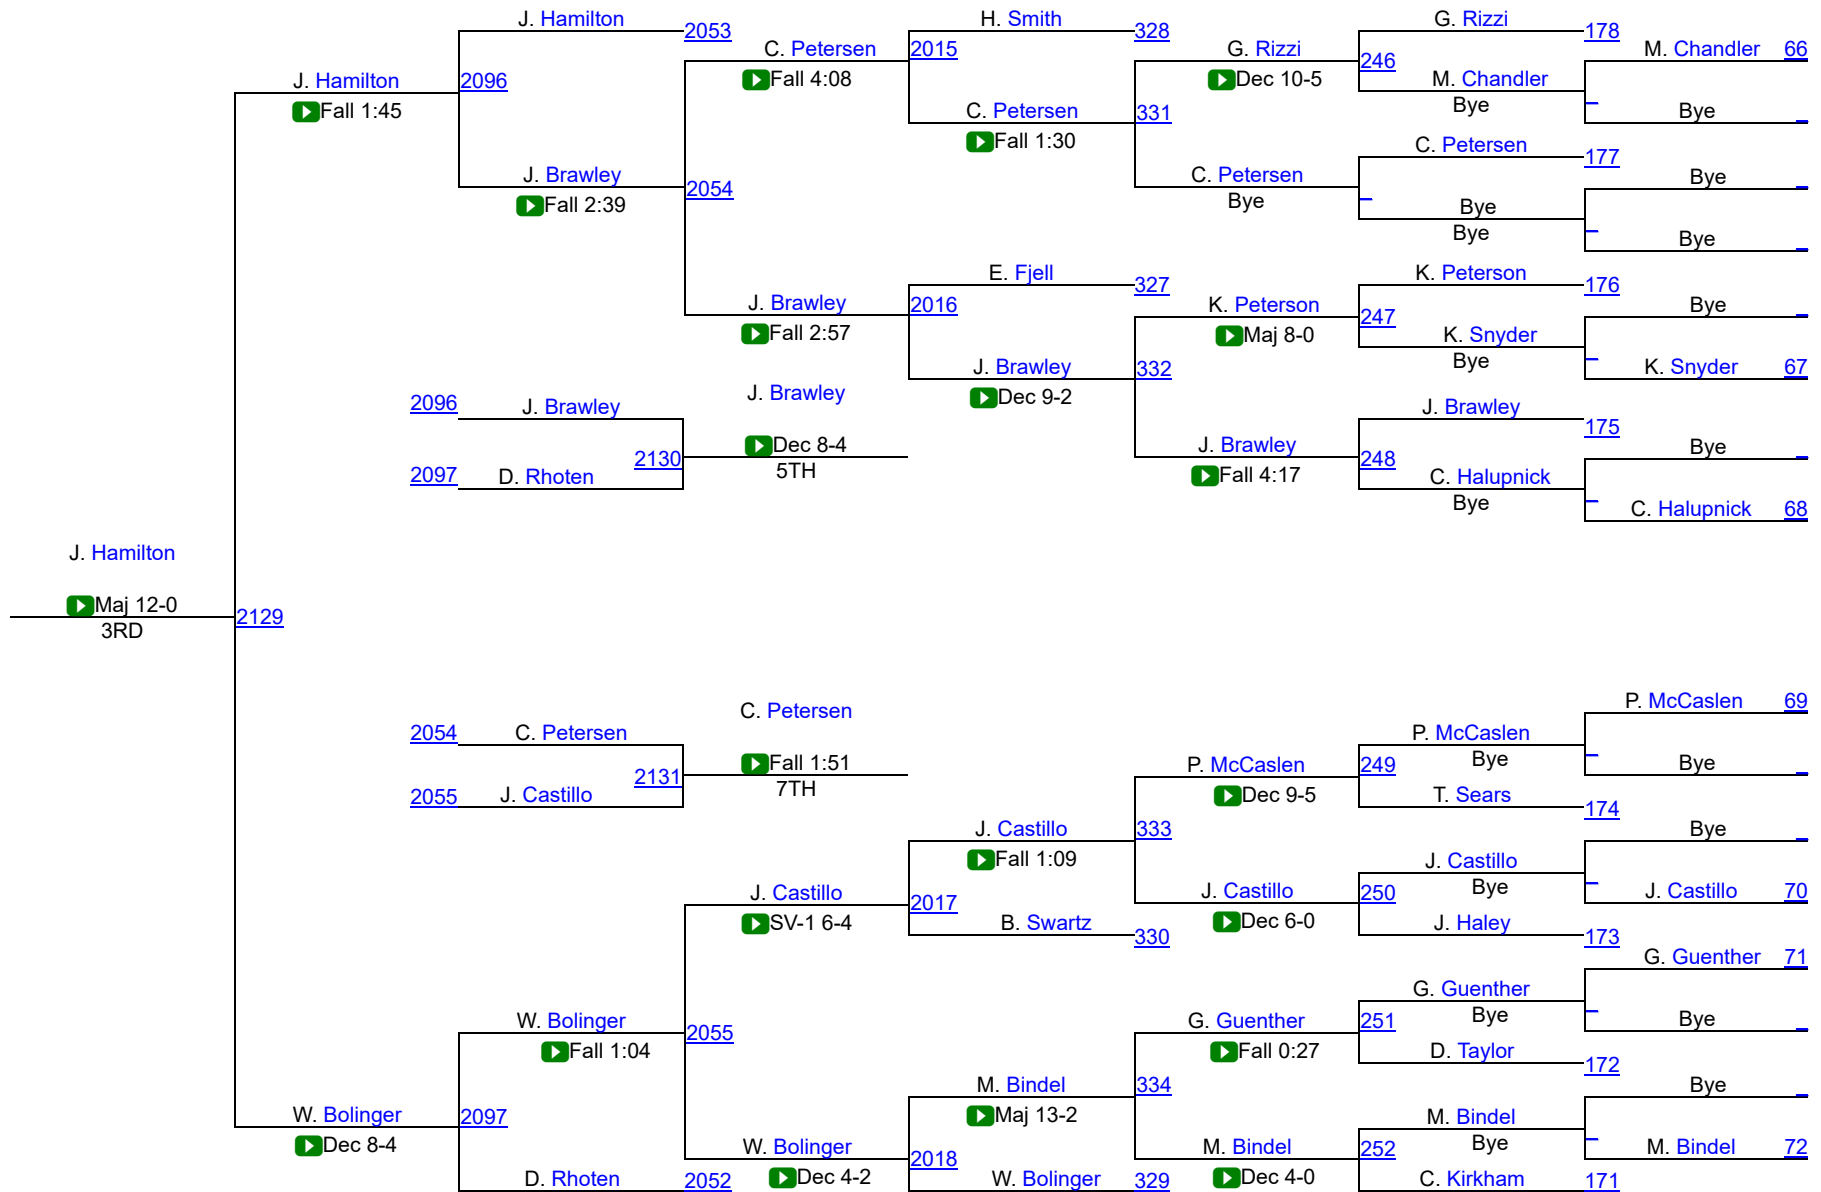 J. Hamilton
2053
H. Smith
328
G. Rizzi
178
C. Petersen
2015
G. Rizzi
M. Chandler 66
J. Hamilton
2096
Fall 4:08
Dec 10-5
246
M. Chandler
Bye
Bye
Fall 1:45
C. Petersen
331
Fall 1:30
C. Petersen
177
J. Brawley
2054
C. Petersen
Bye
Fall 2:39
Bye
Bye
Bye
Bye
E. Fjell
327
K. Peterson
176
J. Brawley
2016
K. Peterson
247
Bye
Fall 2:57
Maj 8-0
K. Snyder
Bye
J. Brawley
332
K. Snyder 67
J. Brawley
Dec 9-2
2096
J. Brawley
J. Brawley
175
Dec 8-4
J. Brawley
Bye
2130
5TH
Fall 4:17
248
2097
D. Rhoten
C. Halupnick
Bye
C. Halupnick 68
J. Hamilton
Maj 12-0
2129
3RD
P. McCaslen 69
C. Petersen
2054
C. Petersen
P. McCaslen
Bye
Fall 1:51
P. McCaslen
249
Bye
2131
7TH
2055
J. Castillo
Dec 9-5
T. Sears
174
J. Castillo
333
Bye
Fall 1:09
J. Castillo
Bye
J. Castillo
2017
J. Castillo
250
J. Castillo 70
SV-1 6-4
B. Swartz
330
Dec 6-0
J. Haley
173
G. Guenther 71
G. Guenther
Bye
W. Bolinger
2055
G. Guenther
251
Bye
Fall 1:04
Fall 0:27
D. Taylor
172
M. Bindel
334
Bye
W. Bolinger
2097
Maj 13-2
M. Bindel
Bye
Dec 8-4
W. Bolinger
2018
M. Bindel
252
M. Bindel 72
D. Rhoten
2052
Dec 4-2
W. Bolinger
329
Dec 4-0
C. Kirkham
171